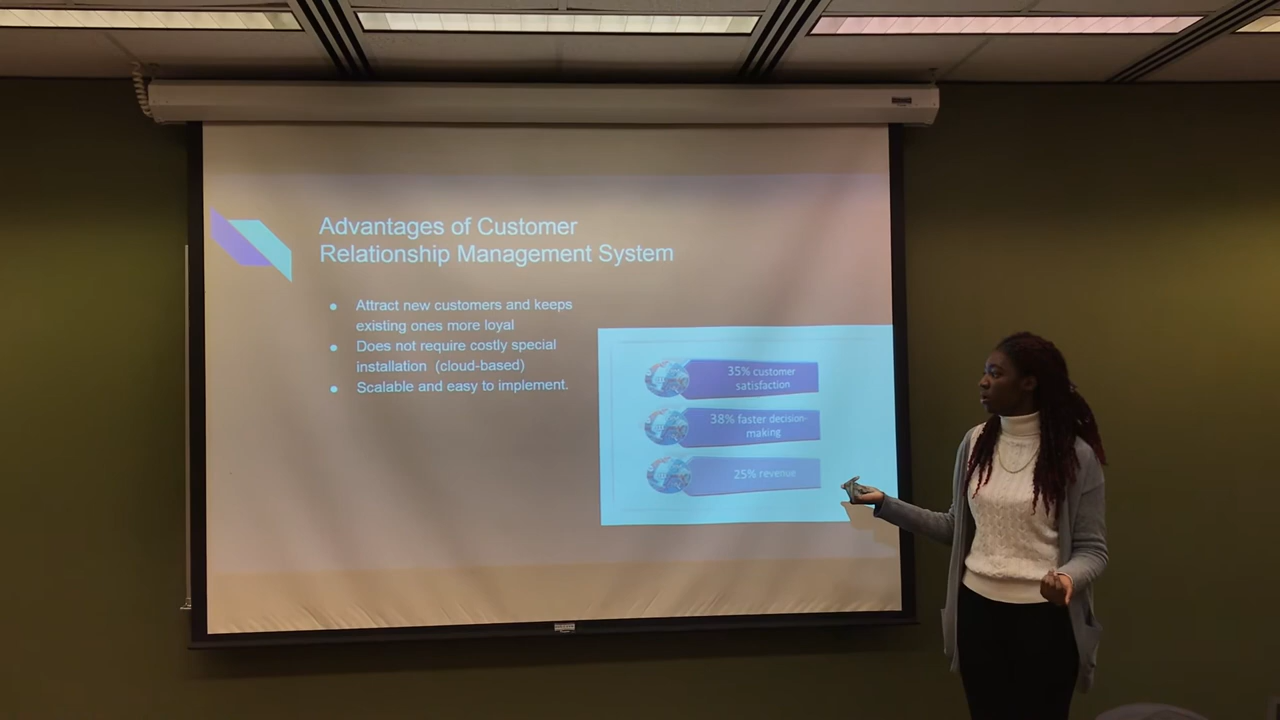 Advantages of Customer
Relationship Management System
● Attract new customers and keeps
existing ones more loyal
● Does not require costly special
installation (cloud-based)
● Scalable and easy to implement.
35% customer
satisfaction
38% faster decision-
making
25% revenue